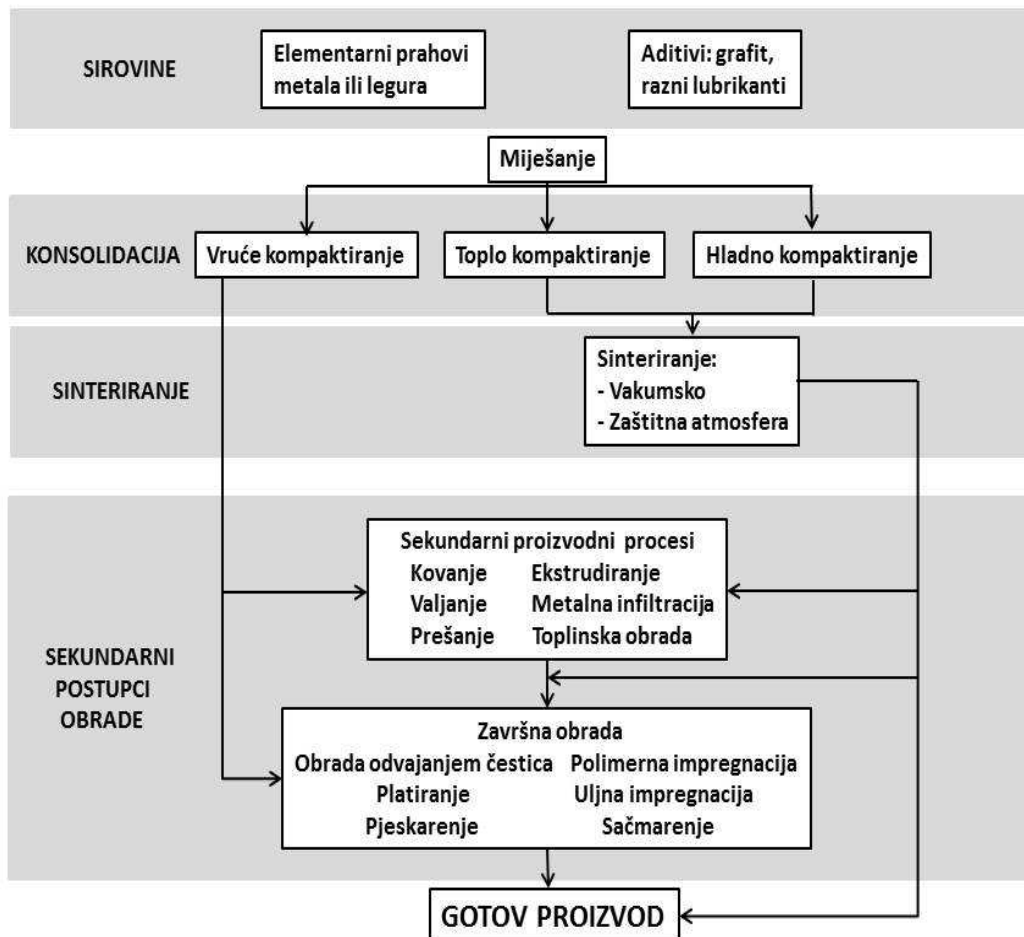 SIROVINE
Elementarni prahovi
metala ili legura
Aditivi: grafit,
razni lubrikanti
Miješanje
KONSOLIDACIJA
Vruće kompaktiranje
Toplo kompaktiranje
Hladno kompaktiranje
SINTERIRANJE
Sinteriranje:
- Vakumsko
- Zaštitna atmosfera
SEKUNDARNI
POSTUPCI
OBRADE
Sekundarni proizvodni procesi
Kovanje Ekstrudiranje
Valjanje Metalna infiltracija
Prešanje Toplinska obrada
Završna obrada
Obrada odvajanjem čestica Polimerna impregnacija
Platiranje Uljna impregnacija
Pjeskarenje Sačmarenje
GOTOV PROIZVOD